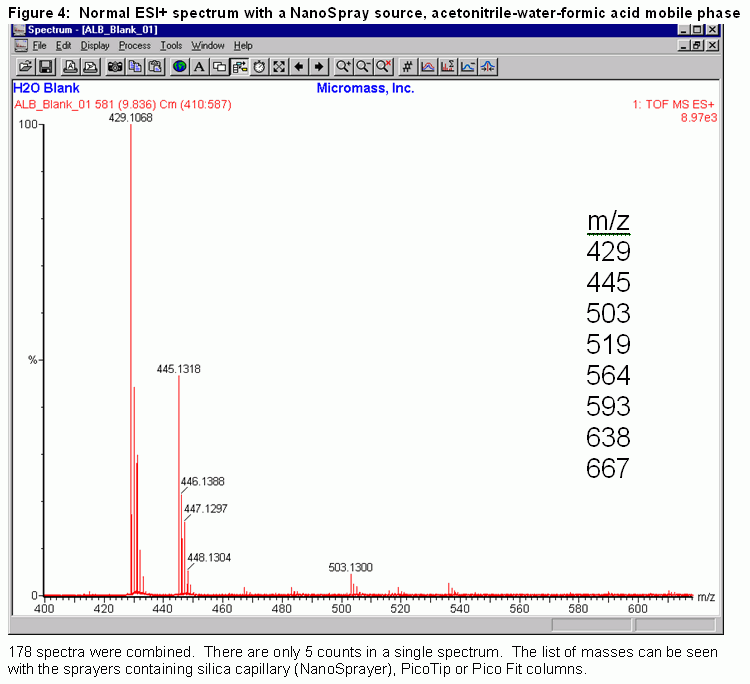 Figure 4:  Normal ESI+ spectrum with a NanoSpray source, acetonitrile-water-formic acid mobile phase
Spectrum - [ALB_Blank_01]
File Edit Display Process Tools Window Help
H2O Blank Micromass, Inc.
ALB_Blank_01 581 (9.836) Cm (410:587) 1: TOF MS ES+
8.97e3
429.1068
100
m/z
429
445
503
519
564
593
638
667
%
445.1318
446.1388
447.1297
448.1304
503.1300
0
400 420 440 460 480 500 520 540 560 580 600 m/z
178 spectra were combined.  There are only 5 counts in a single spectrum.  The list of masses can be seen
with the sprayers containing silica capillary (NanoSprayer), PicoTip or Pico Fit columns.